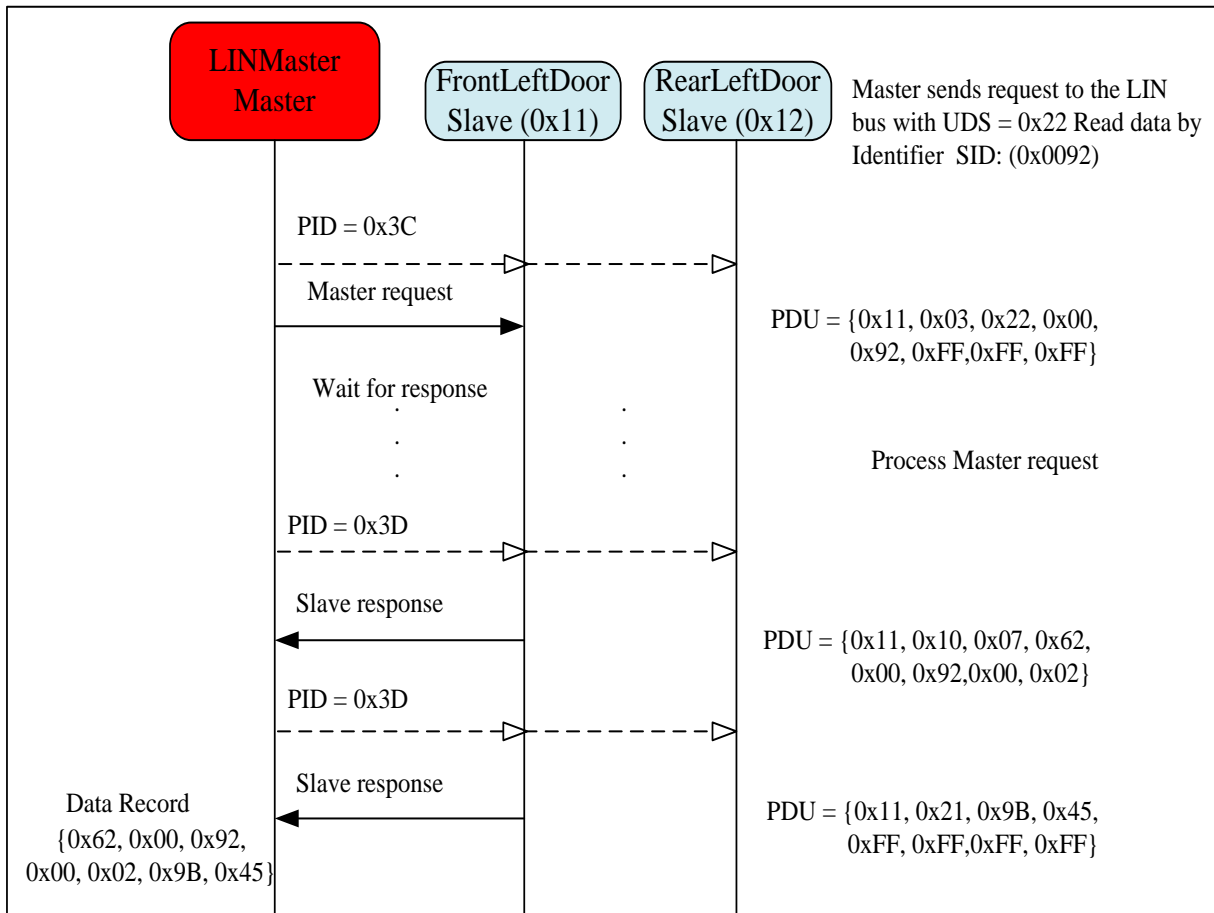 LINMaster
Master
FrontLeftDoor
Slave (0x11)
RearLeftDoor
Slave (0x12)
Master sends request to the LIN
bus with UDS = 0x22 Read data by
Identifier SID: (0x0092)
PID = 0x3C
Master request
PDU = {0x11, 0x03, 0x22, 0x00,
0x92, 0xFF,0xFF, 0xFF}
Wait for response
Process Master request
PID = 0x3D
Slave response
PDU = {0x11, 0x10, 0x07, 0x62,
0x00, 0x92,0x00, 0x02}
PID = 0x3D
Slave response
PDU = {0x11, 0x21, 0x9B, 0x45,
0xFF, 0xFF,0xFF, 0xFF}
Data Record
{0x62, 0x00, 0x92,
0x00, 0x02, 0x9B, 0x45}